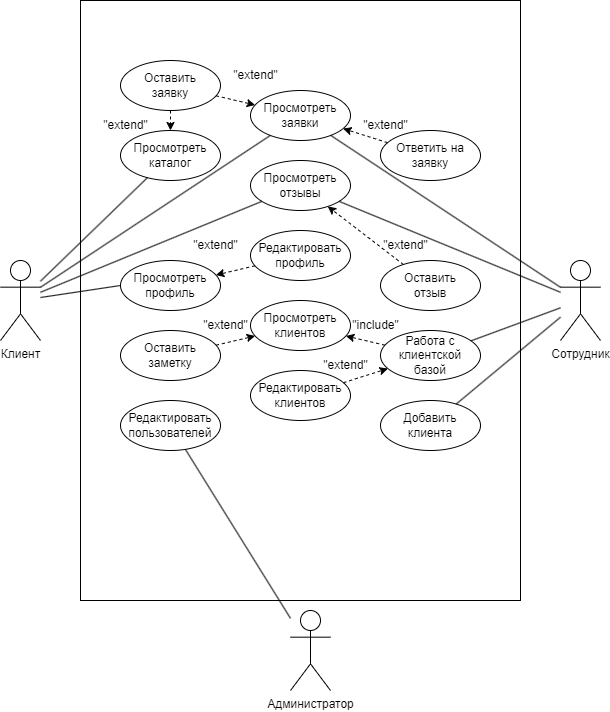 Оставить
заявку
"extend"
Просмотреть
заявки
"extend"
"extend"
Просмотреть
каталог
Ответить на
заявку
Просмотреть
отзывы
"extend"
Редактировать
профиль
"extend"
Просмотреть
профиль
Оставить
отзыв
Клиент
Сотрудник
"extend"
Просмотреть
клиентов
"include"
Оставить
заметку
Работа с
клиентской
базой
"extend"
Редактировать
клиентов
Редактировать
пользователей
Добавить
клиента
Администратор